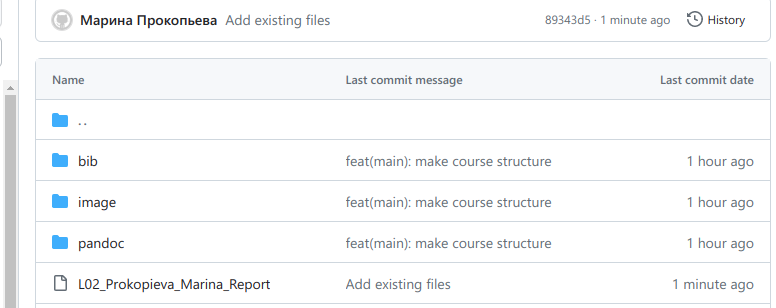 Марина Прокопьева Add existing files 89343d5 · 1 minute ago History
Name Last commit message Last commit date
..
bib feat(main): make course structure 1 hour ago
image feat(main): make course structure 1 hour ago
pandoc feat(main): make course structure 1 hour ago
L02_Prokopieva_Marina_Report Add existing files 1 minute ago